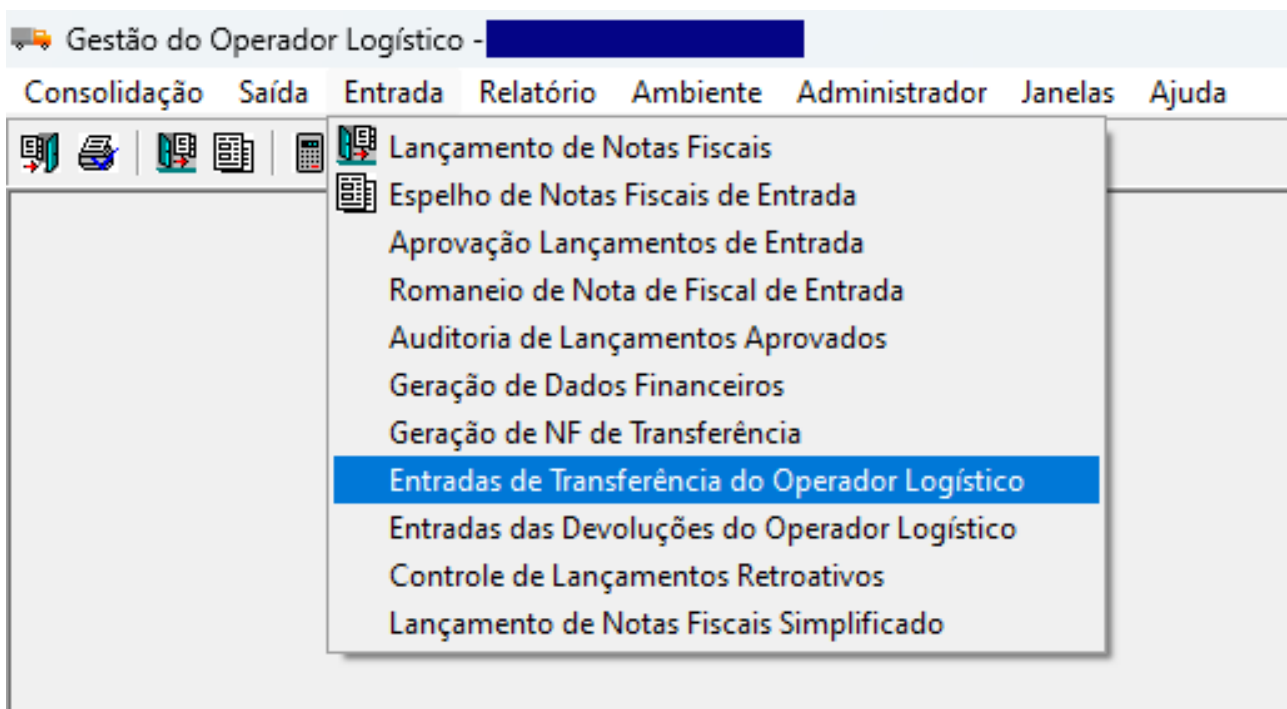 Gestão do Operador Logístico -
Consolidação Saída Entrada Relatório Ambiente Administrador Janelas Ajuda
Lançamento de Notas Fiscais
Espelho de Notas Fiscais de Entrada
Aprovação Lançamentos de Entrada
Romaneio de Nota de Fiscal de Entrada
Auditoria de Lançamentos Aprovados
Geração de Dados Financeiros
Geração de NF de Transferência
Entradas de Transferência do Operador Logístico
Entradas das Devoluções do Operador Logístico
Controle de Lançamentos Retroativos
Lançamento de Notas Fiscais Simplificado